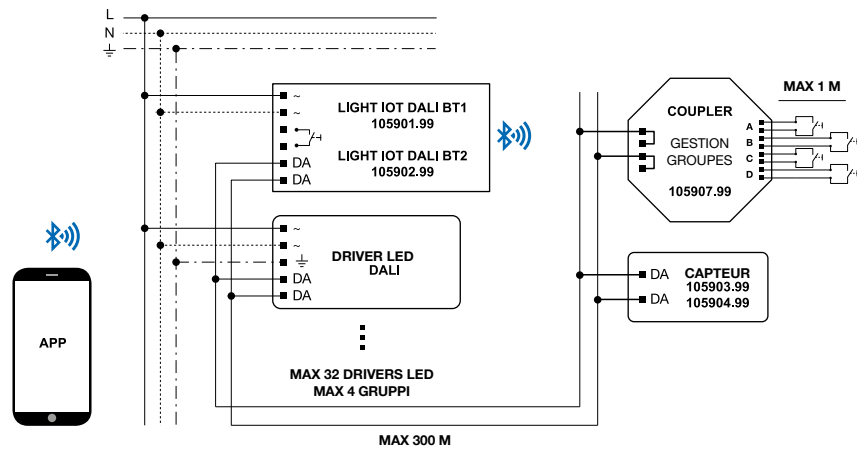 L
N
~
~
LIGHT IOT DALI BT1
105901.99
LIGHT IOT DALI BT2
105902.99
DA
DA
~
~
DRIVER LED
DALI
DA
DA
MAX 32 DRIVERS LED
MAX 4 GRUPPI
MAX 300 M
APP
COUPLER
GESTION
GROUPES
105907.99
A
B
C
D
MAX 1 M
DA
DA
CAPTEUR
105903.99
105904.99